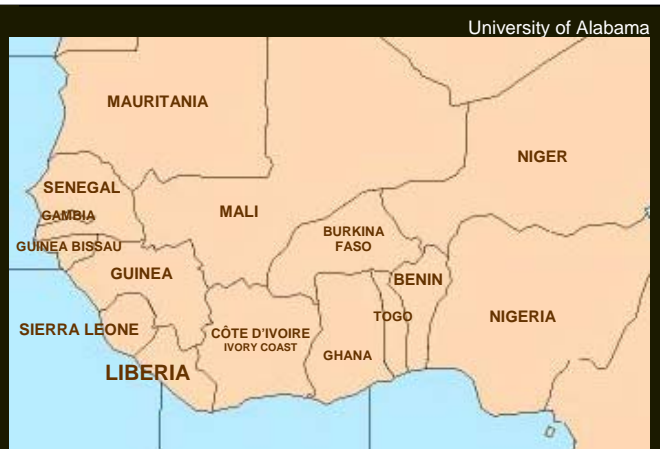 University of Alabama
MAURITANIA
NIGER
SENEGAL
MALI
GAMBIA
BURKINA
FASO
GUINEA BISSAU
GUINEA
BENIN
TOGO
NIGERIA
SIERRA LEONE
CÔTE D'IVOIRE
IVORY COAST
GHANA
LIBERIA